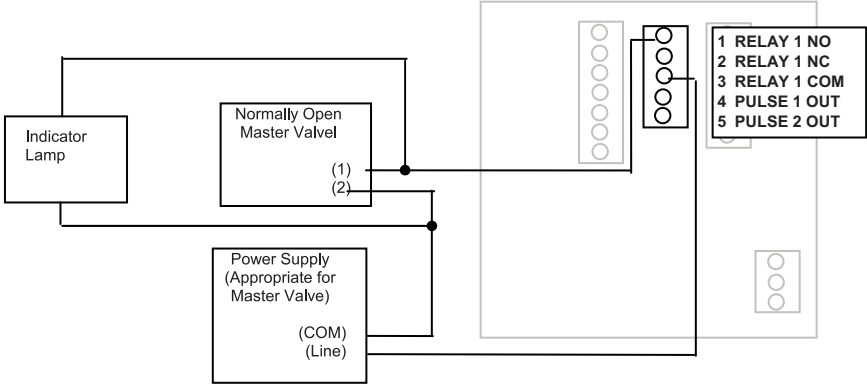 Indicator
Lamp
Normally Open
Master Valvel
(1)
(2)
Power Supply
(Appropriate for
Master Valve)
(COM)
(Line)
1 RELAY 1 NO
2 RELAY 1 NC
3 RELAY 1 COM
4 PULSE 1 OUT
5 PULSE 2 OUT